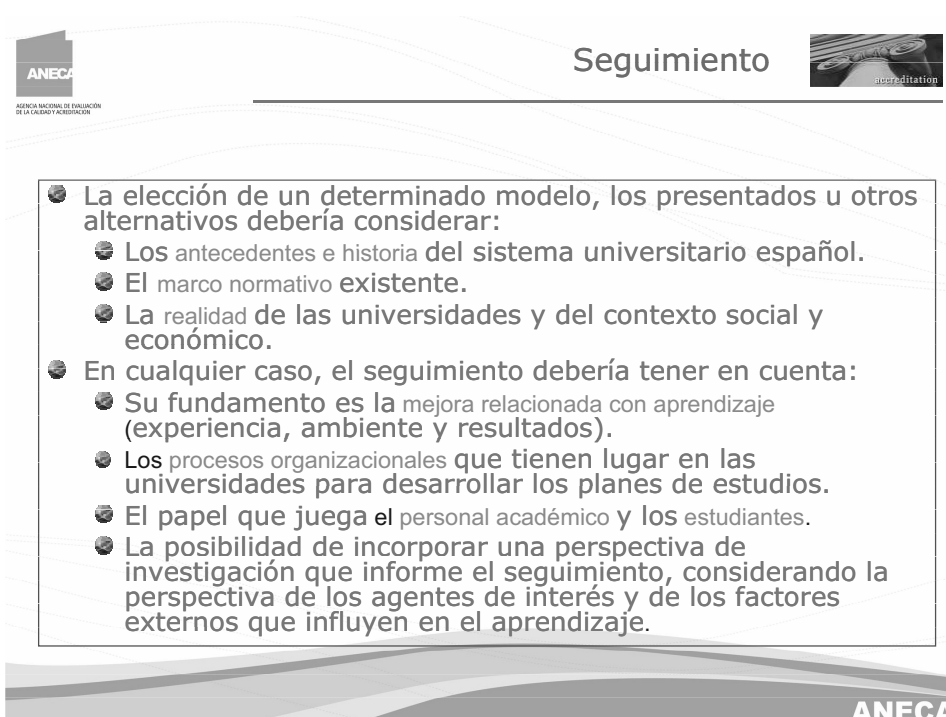 Seguimiento
ANECA
accreditation
AGENCIA NACIONAL DE EVALUACIÓN
DE LA CALIDAD Y ACREDITACIÓN
La elección de un determinado modelo, los presentados u otros
alternativos debería considerar:
Los antecedentes e historia del sistema universitario español.
El marco normativo existente.
La realidad de las universidades y del contexto social y
económico.
En cualquier caso, el seguimiento debería tener en cuenta:
Su fundamento es la mejora relacionada con aprendizaje
(experiencia, ambiente y resultados).
Los procesos organizacionales que tienen lugar en las
universidades para desarrollar los planes de estudios.
El papel que juega el personal académico y los estudiantes.
La posibilidad de incorporar una perspectiva de
investigación que informe el seguimiento, considerando la
perspectiva de los agentes de interés y de los factores
externos que influyen en el aprendizaje.
ANECA